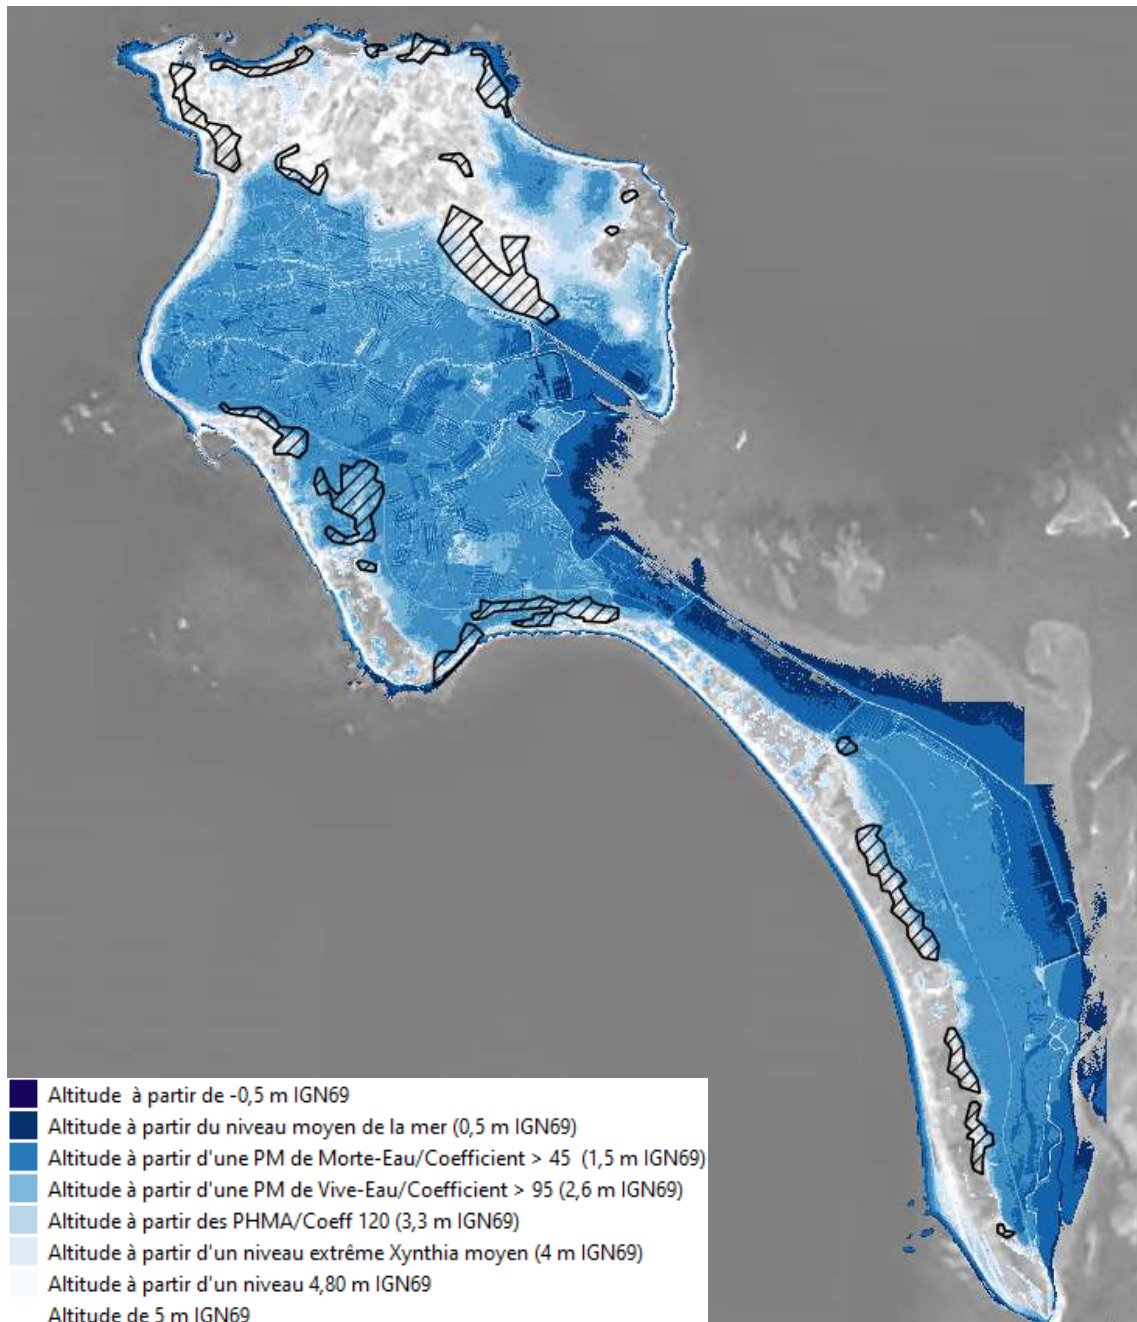 Altitude à partir de -0,5 m IGN69
Altitude à partir du niveau moyen de la mer (0,5 m IGN69)
Altitude à partir d'une PM de Morte-Eau/Coefficient > 45 (1,5 m IGN69)
Altitude à partir d'une PM de Vive-Eau/Coefficient > 95 (2,6 m IGN69)
Altitude à partir des PHMA/Coeff 120 (3,3 m IGN69)
Altitude à partir d'un niveau extrême Xynthia moyen (4 m IGN69)
Altitude à partir d'un niveau 4,80 m IGN69
Altitude de 5 m IGN69